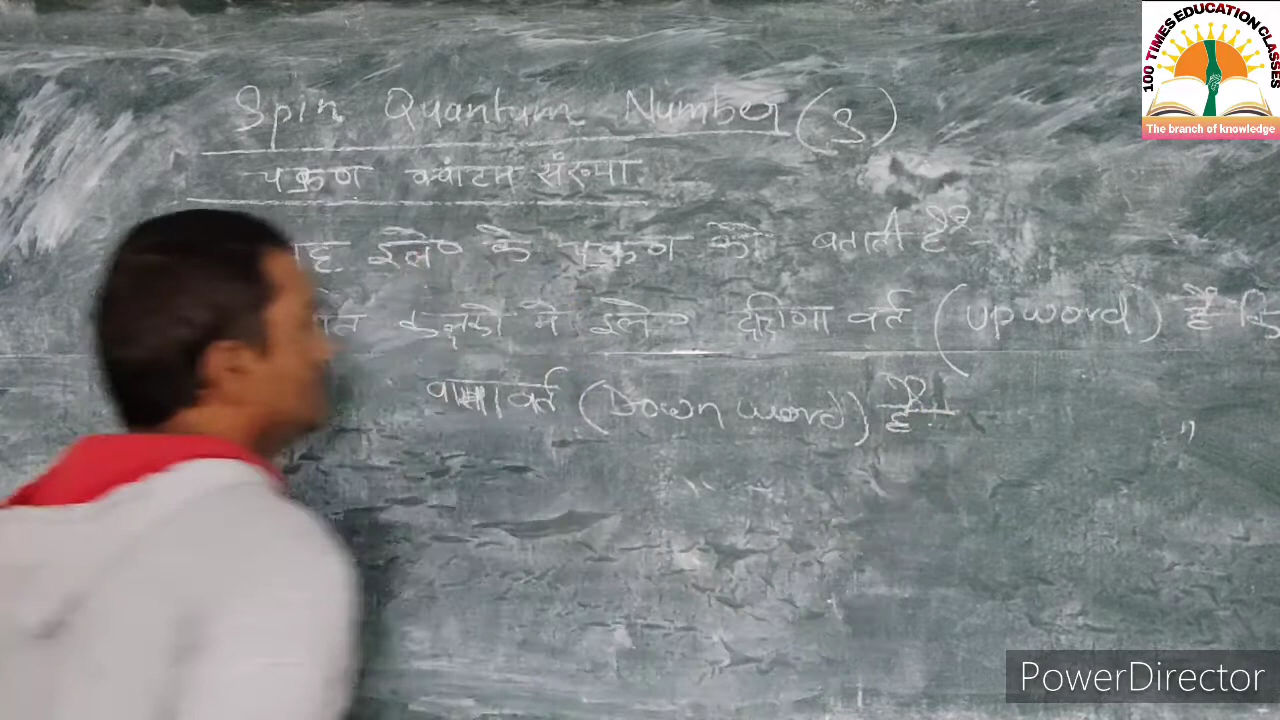 100 TIMES EDUCATION CLASSES
The branch of knowledge
Spin Quantum Number (S)
चक्रण क्वांटम संख्या.
इले० के चक्रण को बताती है
में इले० वर्त (upword) है कि
वर्त (Down word) है
"
PowerDirector